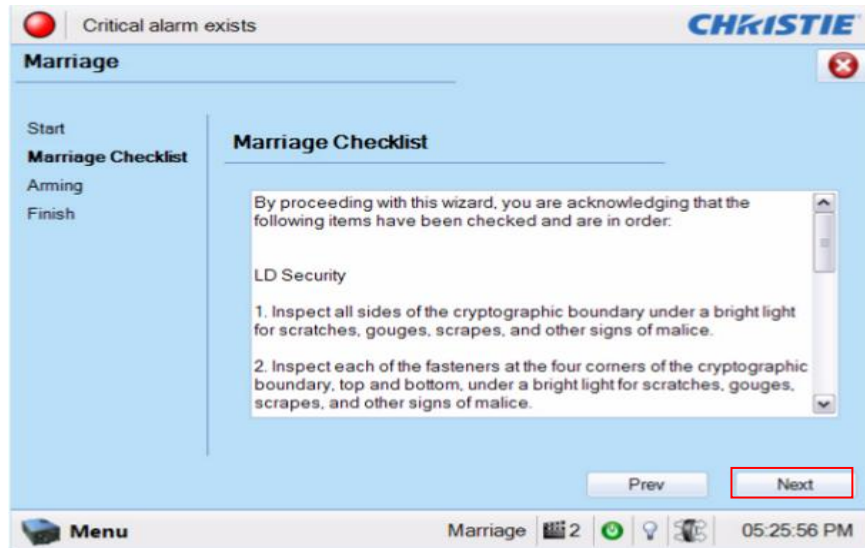 Critical alarm exists
CHRISTIE
Marriage
Start
Marriage Checklist
Arming
Finish
Marriage Checklist
By proceeding with this wizard, you are acknowledging that the
following items have been checked and are in order:
LD Security
1. Inspect all sides of the cryptographic boundary under a bright light
for scratches, gouges, scrapes, and other signs of malice.
2. Inspect each of the fasteners at the four corners of the cryptographic
boundary, top and bottom, under a bright light for scratches, gouges,
scrapes, and other signs of malice.
Prev
Next
Menu
Marriage
2
05:25:56 PM